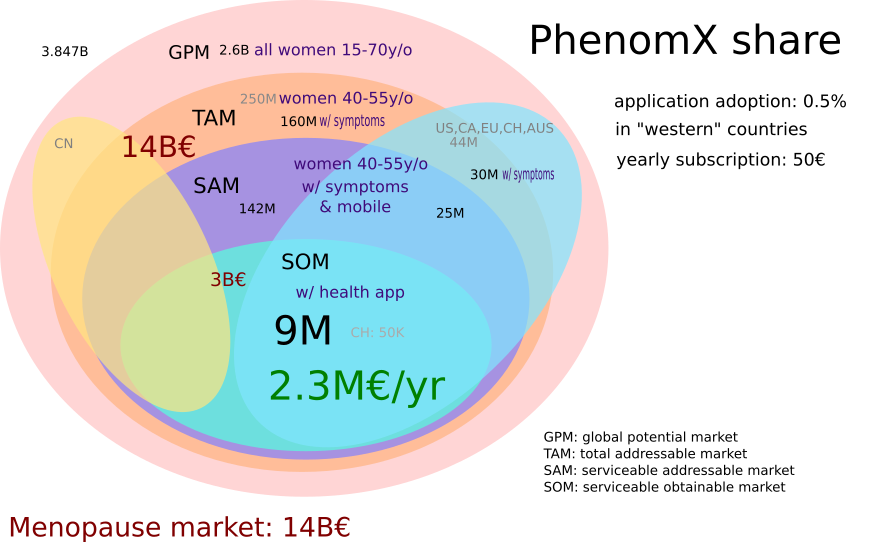 PhenomX share
3.847B
GPM 2.6B all women 15-70y/o
application adoption: 0.5%
in "western" countries
yearly subscription: 50€
250M women 40-55y/o
TAM
160M w/ symptoms
US,CA,EU,CH,AUS
44M
CN
14B€
women 40-55y/o
w/ symptoms
& mobile
30M w/ symptoms
SAM
142M
25M
SOM
3B€
w/ health app
9M
CH: 50K
2.3M€/yr
GPM: global potential market
TAM: total addressable market
SAM: serviceable addressable market
SOM: serviceable obtainable market
Menopause market: 14B€